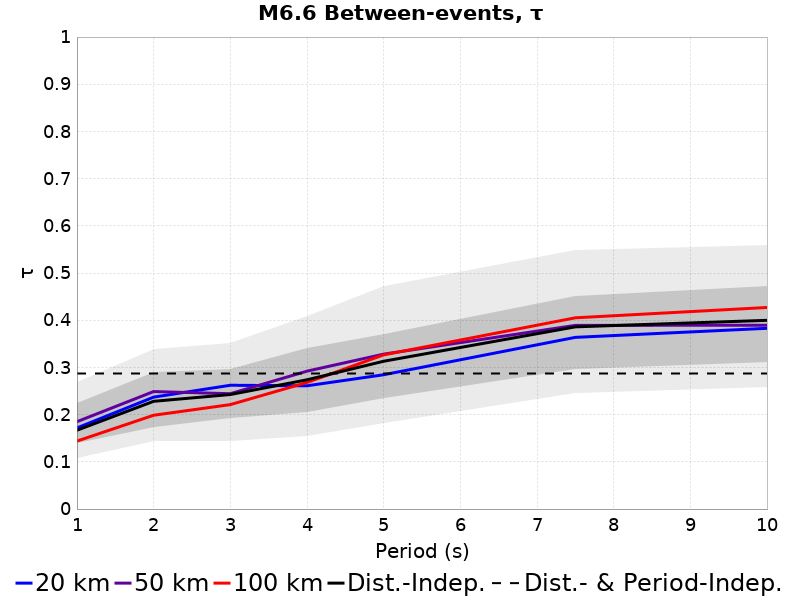 M6.6 Between-events, τ
1
0.9
0.8
0.7
0.6
0.5
0.4
0.3
0.2
0.1
0
τ
1 2 3 4 5 6 7 8 9 10
Period (s)
20 km 50 km 100 km Dist.-Indep. Dist.- & Period-Indep.